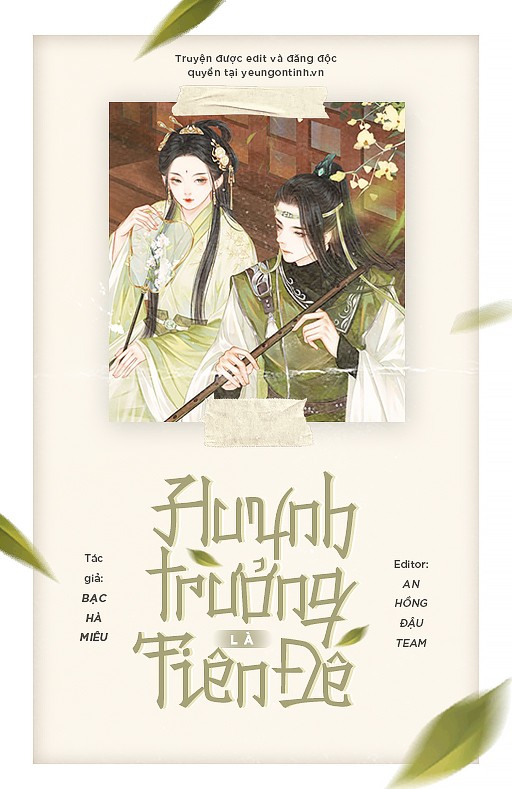 Truyện được edit và đăng độc
quyền tại yeungontinh.vn
Huynh
trưởng
LÀ
Tiên Đế
Tác
giả:
BẠC
HÀ
MIÊU
Editor:
AN
HỒNG
ĐẬU
TEAM